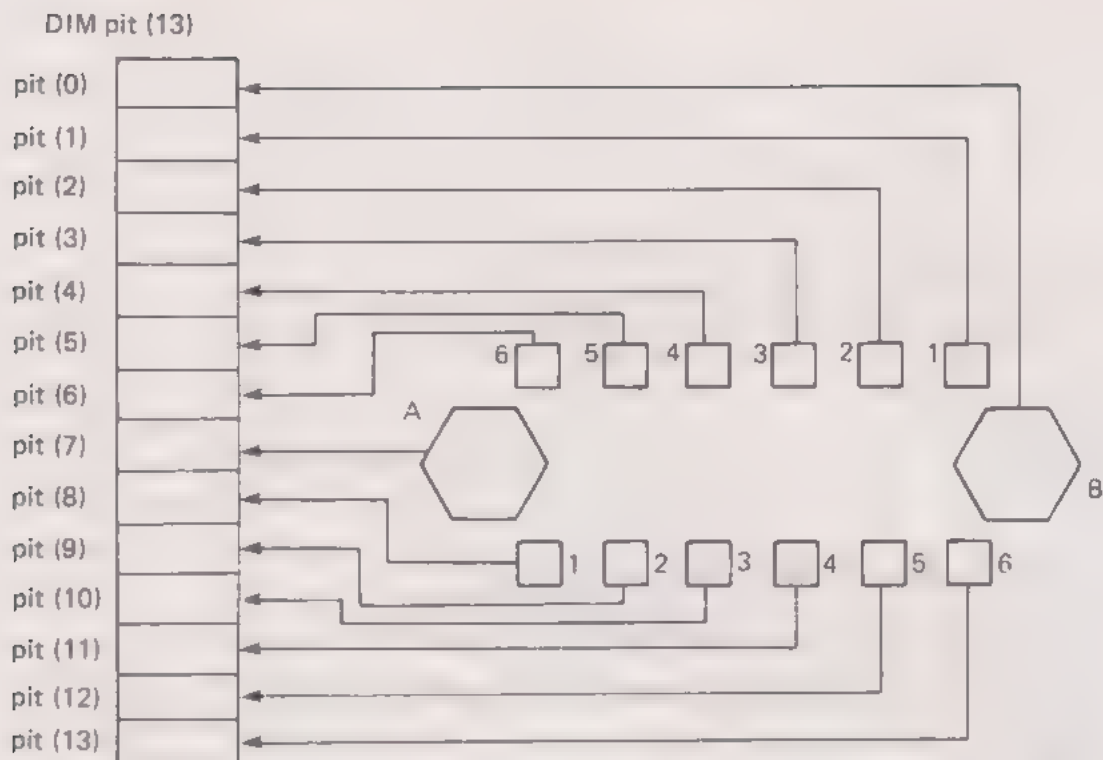 DIM pit (13)
pit (0)
pit (1)
pit (2)
pit (3)
pit (4)
pit (5)
pit (6)
pit (7)
pit (8)
pit (9)
pit (10)
pit (11)
pit (12)
pit (13)
6 5 4 3 2 1
A
B
1 2 3 4 5 6